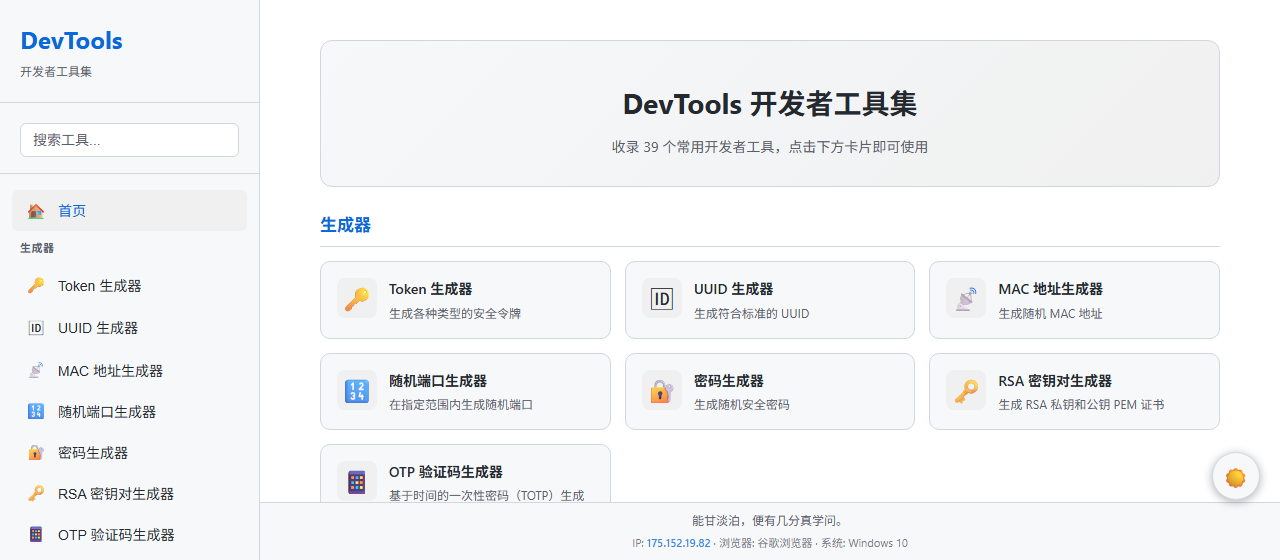 DevTools
开发者工具集
搜索工具...
首页
生成器
Token 生成器
UUID 生成器
MAC 地址生成器
随机端口生成器
密码生成器
RSA 密钥对生成器
OTP 验证码生成器
DevTools 开发者工具集
收录 39 个常用开发者工具，点击下方卡片即可使用
生成器
Token 生成器
生成各种类型的安全令牌
UUID 生成器
生成符合标准的 UUID
MAC 地址生成器
生成随机 MAC 地址
随机端口生成器
在指定范围内生成随机端口
密码生成器
生成随机安全密码
RSA 密钥对生成器
生成 RSA 私钥和公钥 PEM 证书
OTP 验证码生成器
基于时间的一次性密码（TOTP）生成
能甘淡泊，便有几分真学问。
IP: 175.152.19.82 · 浏览器: 谷歌浏览器 · 系统: Windows 10